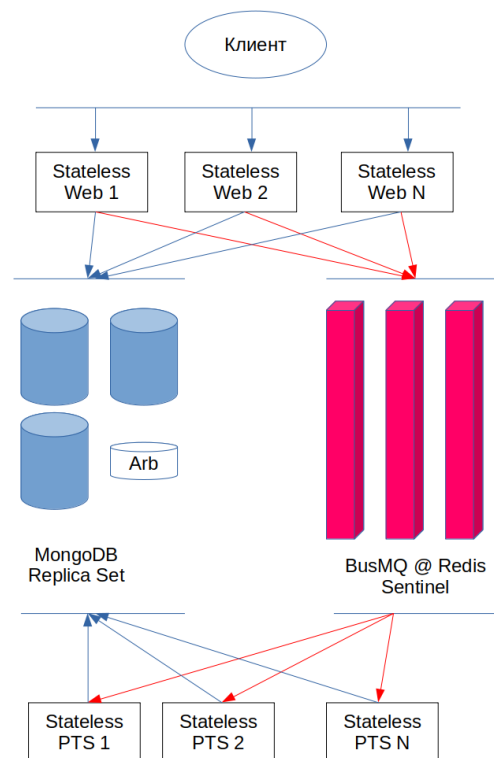 Клиент
Stateless
Web 1
Stateless
Web 2
Stateless
Web N
Arb
MongoDB
Replica Set
BusMQ @ Redis
Sentinel
Stateless
PTS 1
Stateless
PTS 2
Stateless
PTS N